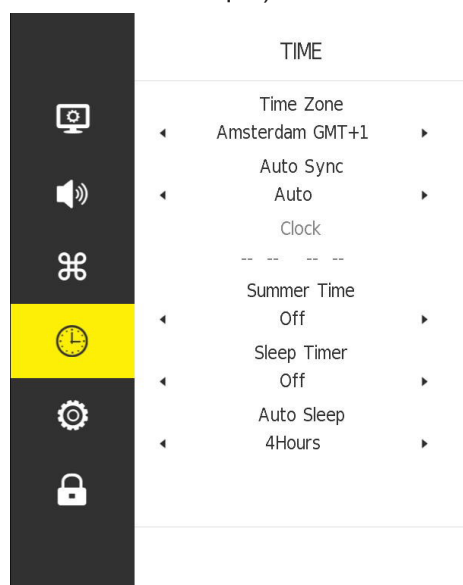 TIME
Time Zone
Amsterdam GMT+1
Auto Sync
Auto
Clock
-- -- -- --
Summer Time
Off
Sleep Timer
Off
Auto Sleep
4Hours